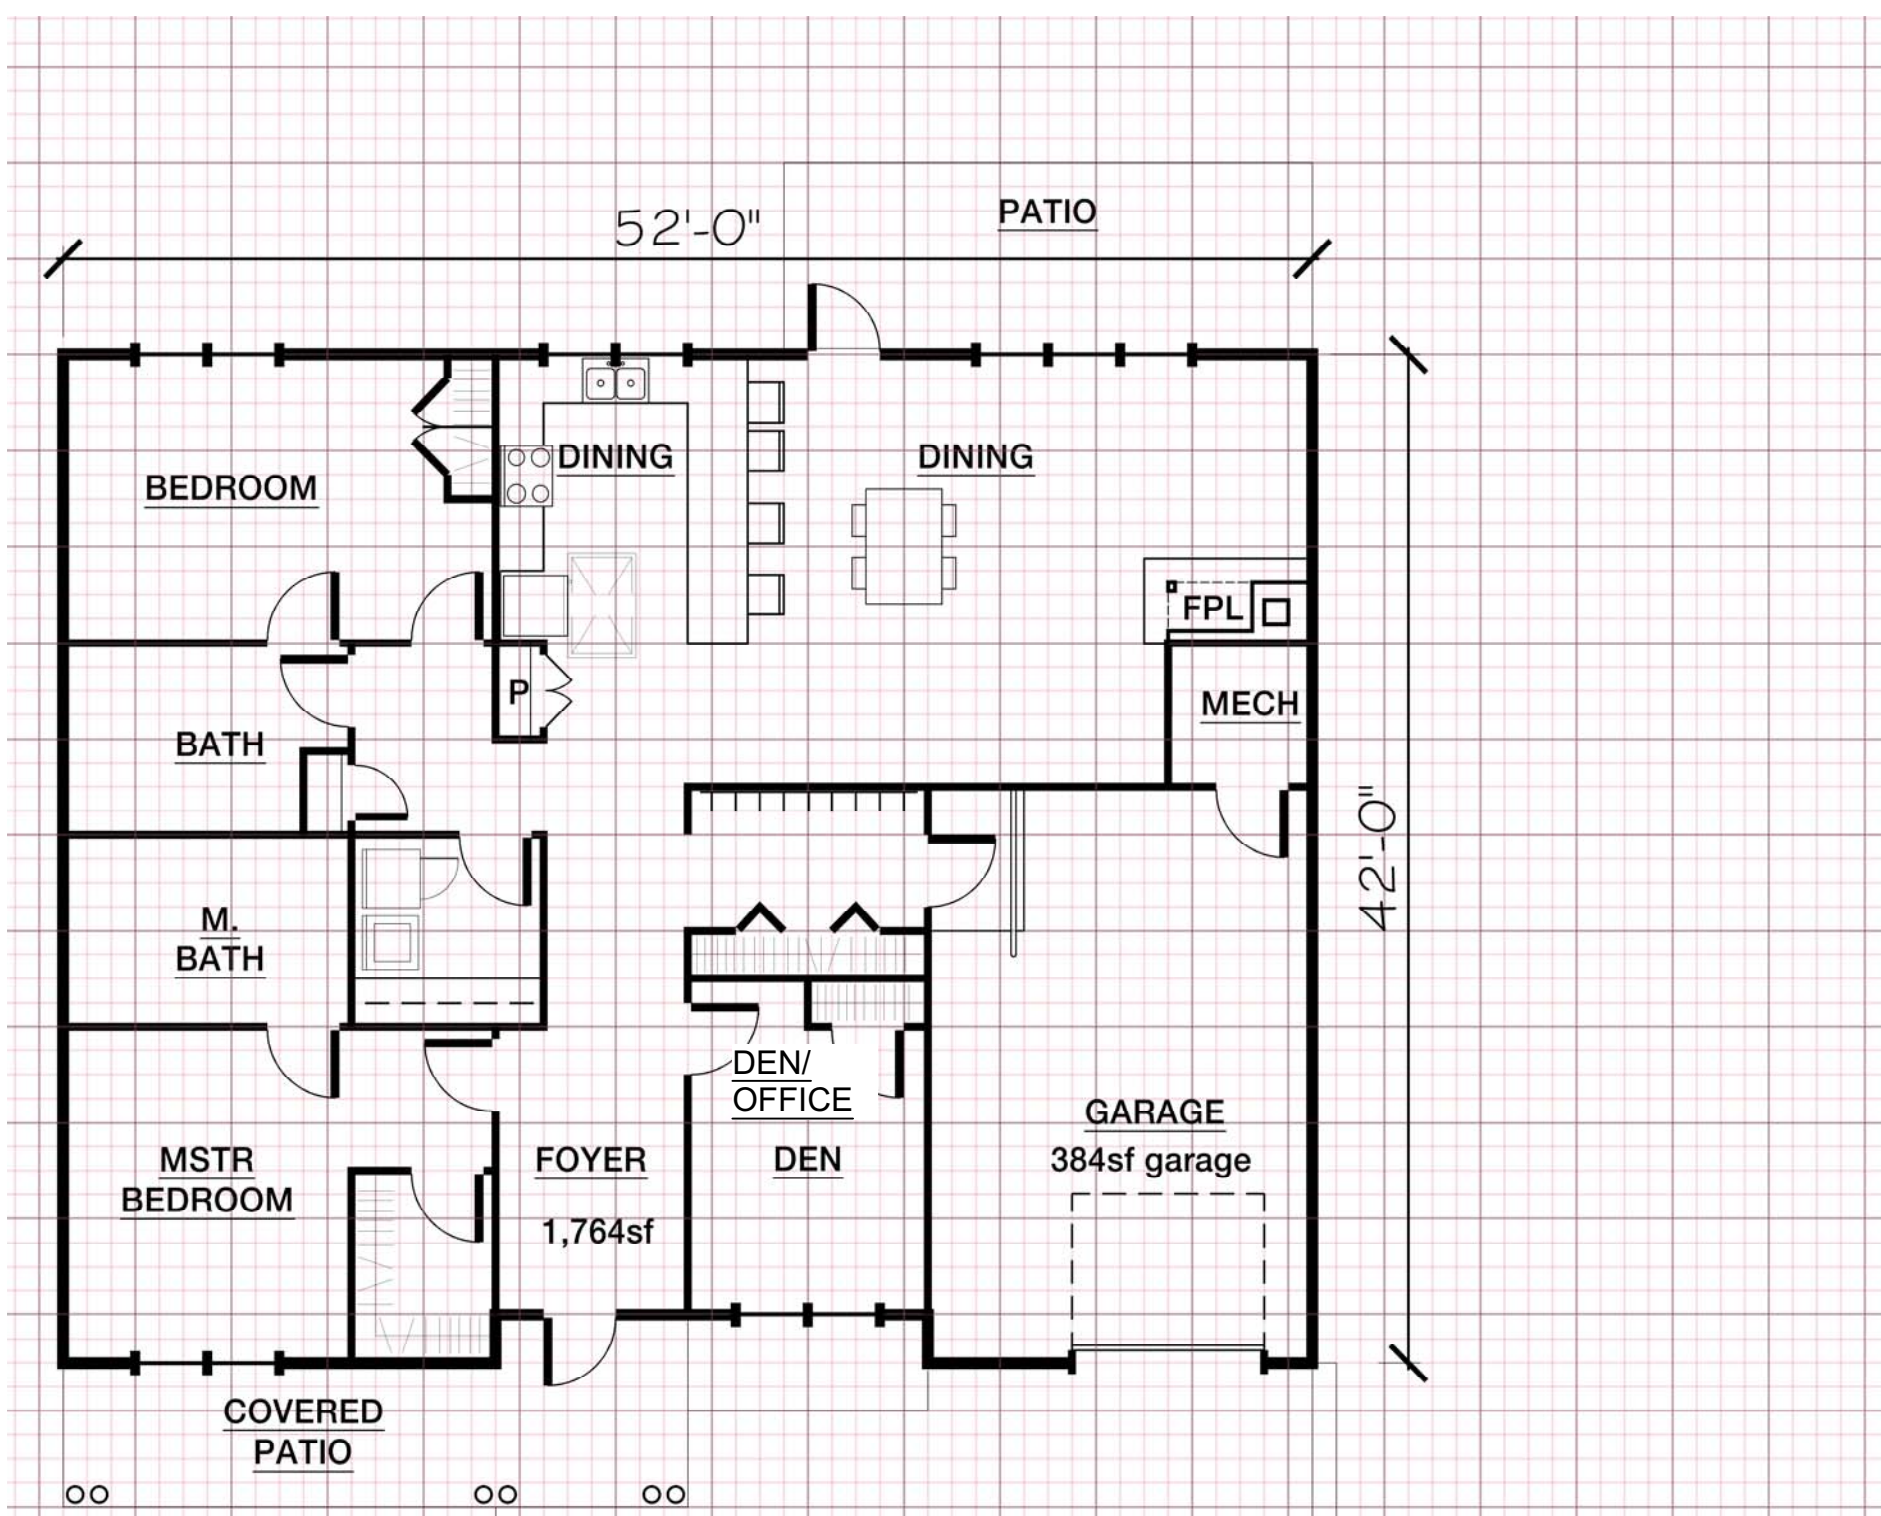 PATIO
52'-0"
DINING
DINING
BEDROOM
FPL
P
MECH
BATH
42'-0"
M.
BATH
DEN/
OFFICE
GARAGE
384sf garage
MSTR
BEDROOM
FOYER
DEN
1,764sf
COVERED
PATIO